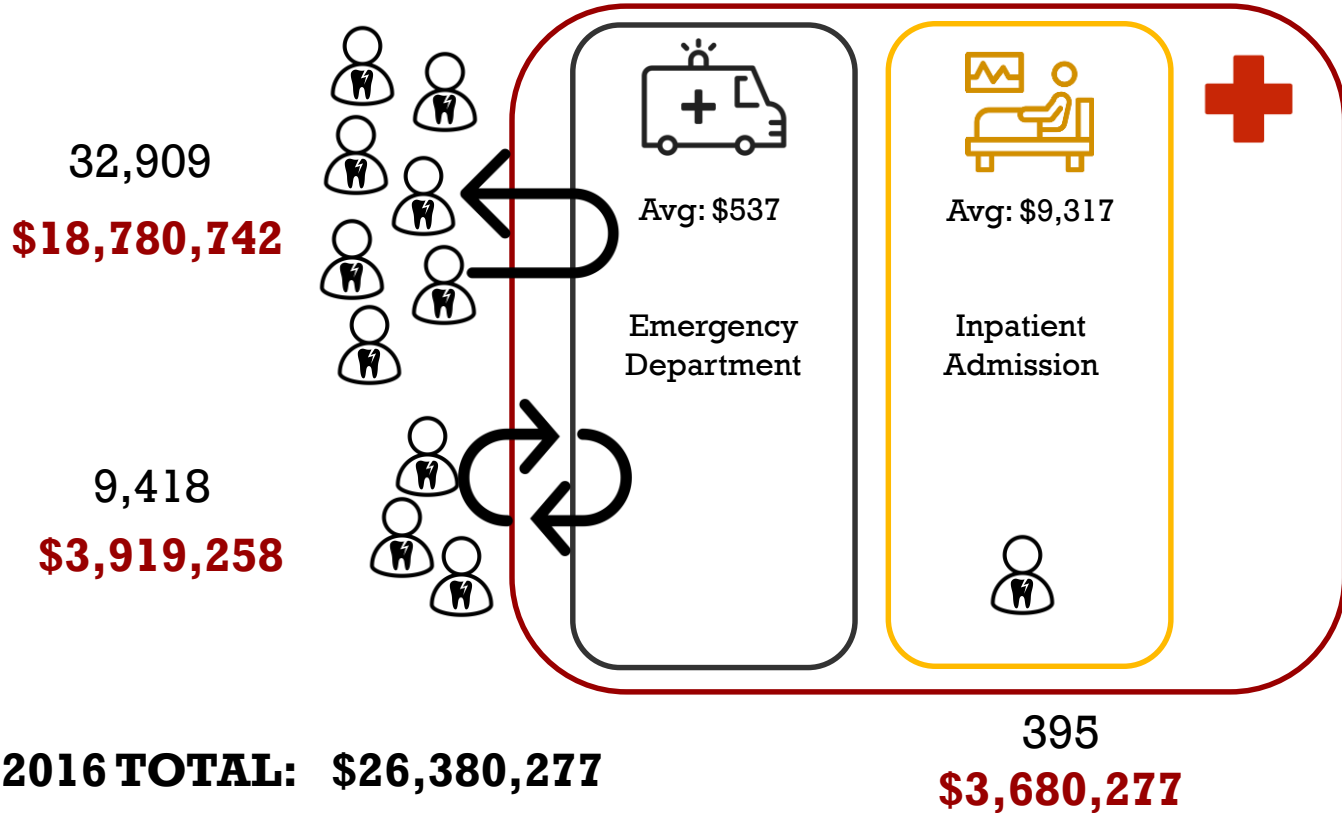 32,909
$18,780,742
Avg: $537
Avg: $9,317
Emergency
Department
Inpatient
Admission
9,418
$3,919,258
395
$3,680,277
2016 TOTAL: $26,380,277